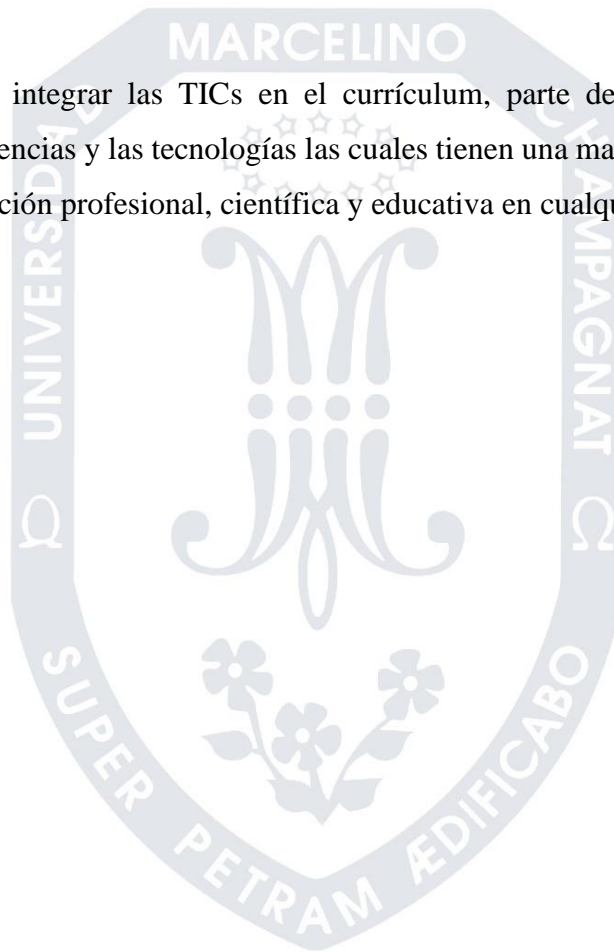 MARCELINO
integrar las TICs en el currículum, parte de
encias y las tecnologías las cuales tienen una ma
ción profesional, científica y educativa en cualqu
UNIVERSIDAD
CHAMPAGNAT
Ω Ω
SUPER PETRAM ÆDIFICABO